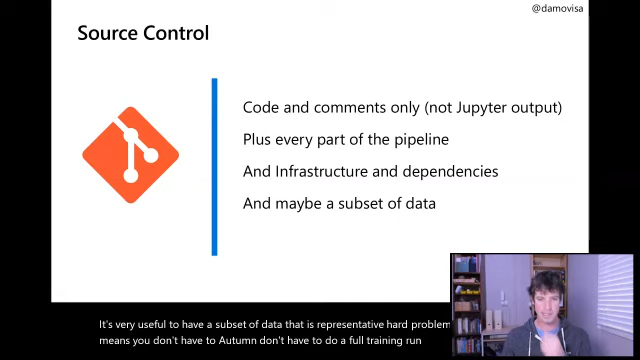 @damovisa
Source Control
Code and comments only (not Jupyter output)
Plus every part of the pipeline
And Infrastructure and dependencies
And maybe a subset of data
It's very useful to have a subset of data that is representative hard problem
means you don't have to Autumn don't have to do a full training run